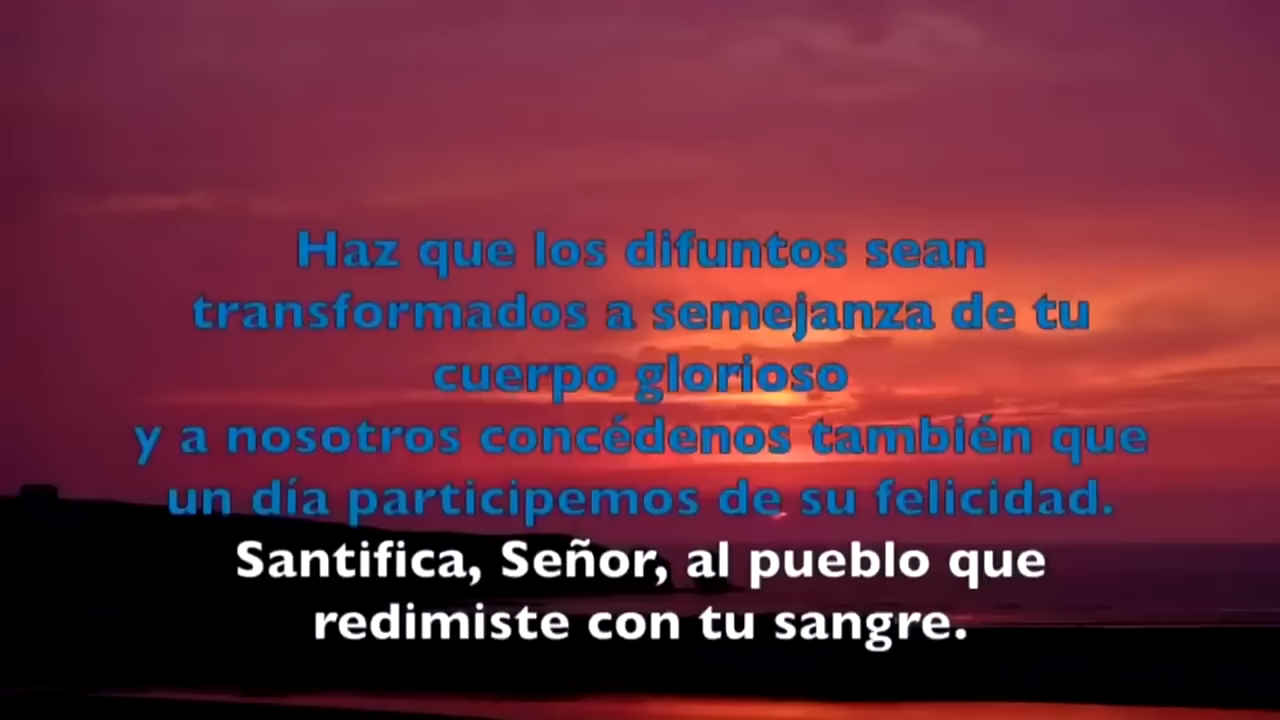 Haz que los difuntos sean
transformados a semejanza de tu
cuerpo glorioso
y a nosotros concédenos también que
un día participemos de su felicidad.
Santifica, Señor, al pueblo que
redimiste con tu sangre.